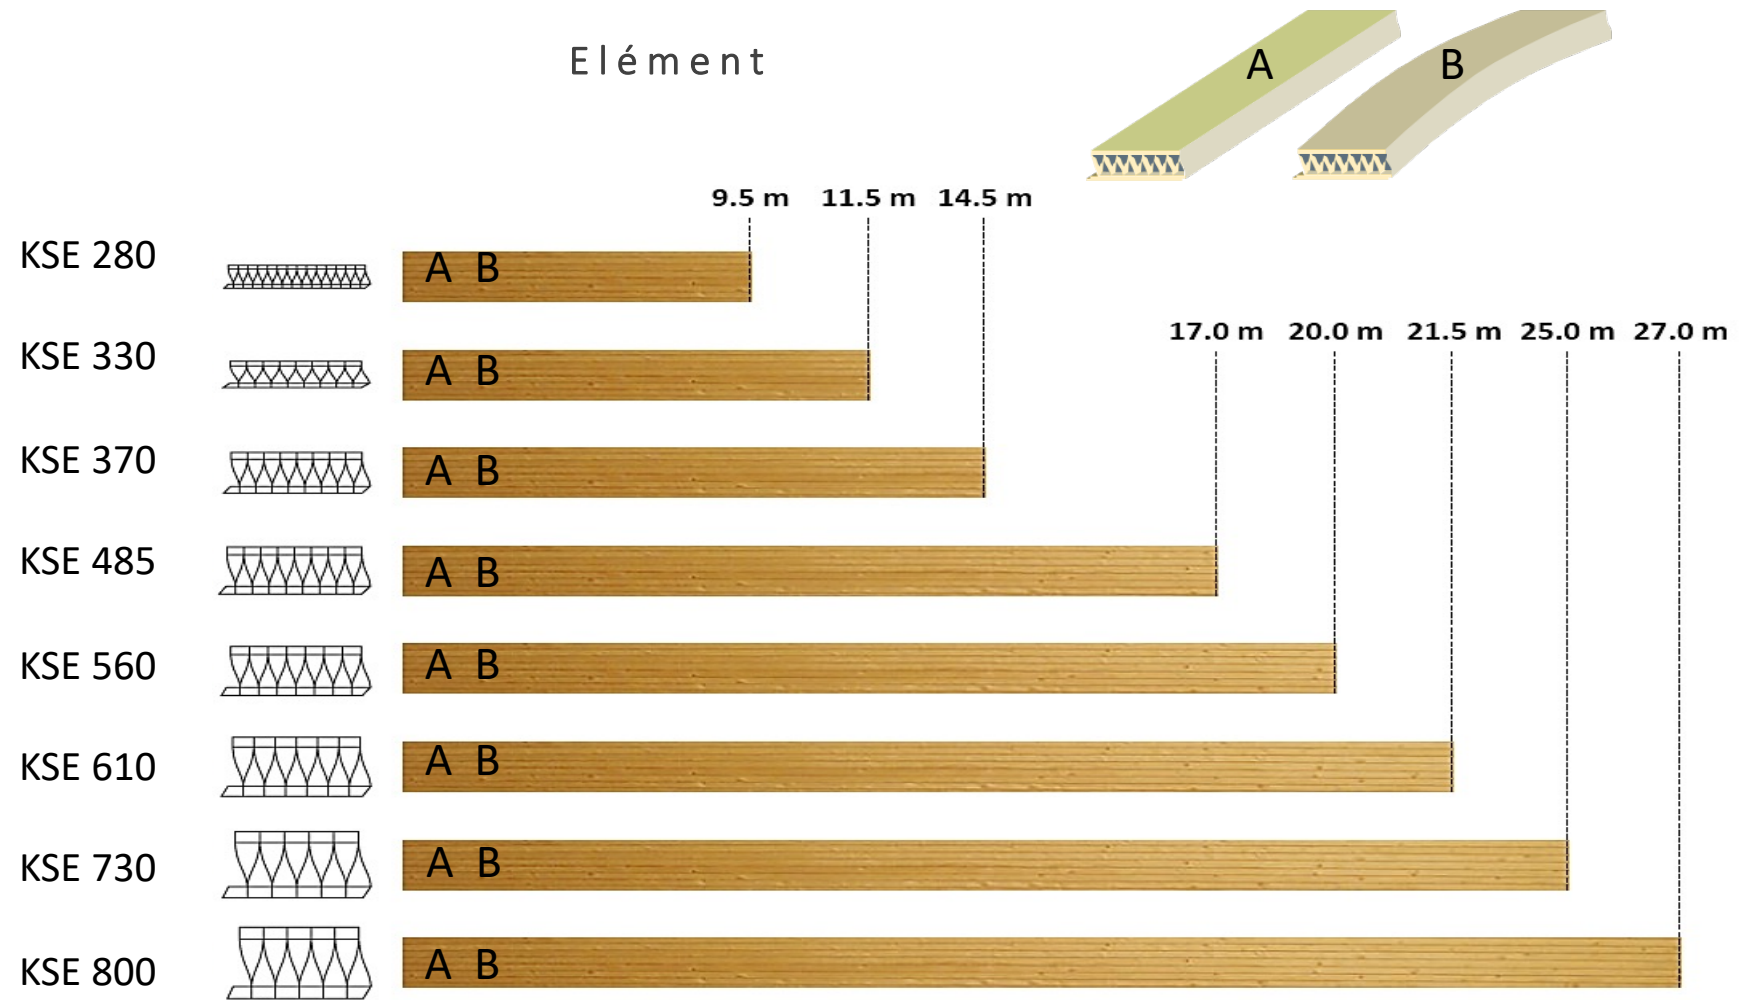 Elément
A B
9.5 m 11.5 m 14.5 m
KSE 280 A B
17.0 m 20.0 m 21.5 m 25.0 m 27.0 m
KSE 330 A B
KSE 370 A B
KSE 485 A B
KSE 560 A B
KSE 610 A B
KSE 730 A B
KSE 800 A B